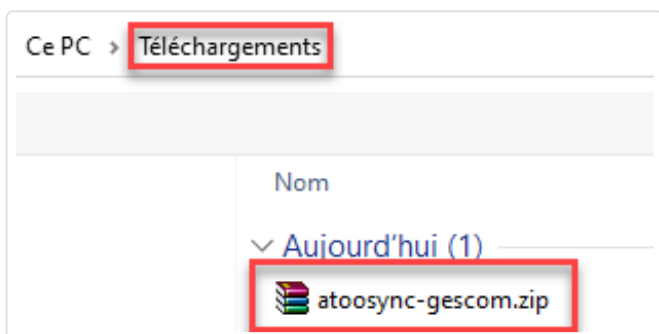 Ce PC > Téléchargements
Nom
Aujourd'hui (1)
atoosync-gescom.zip